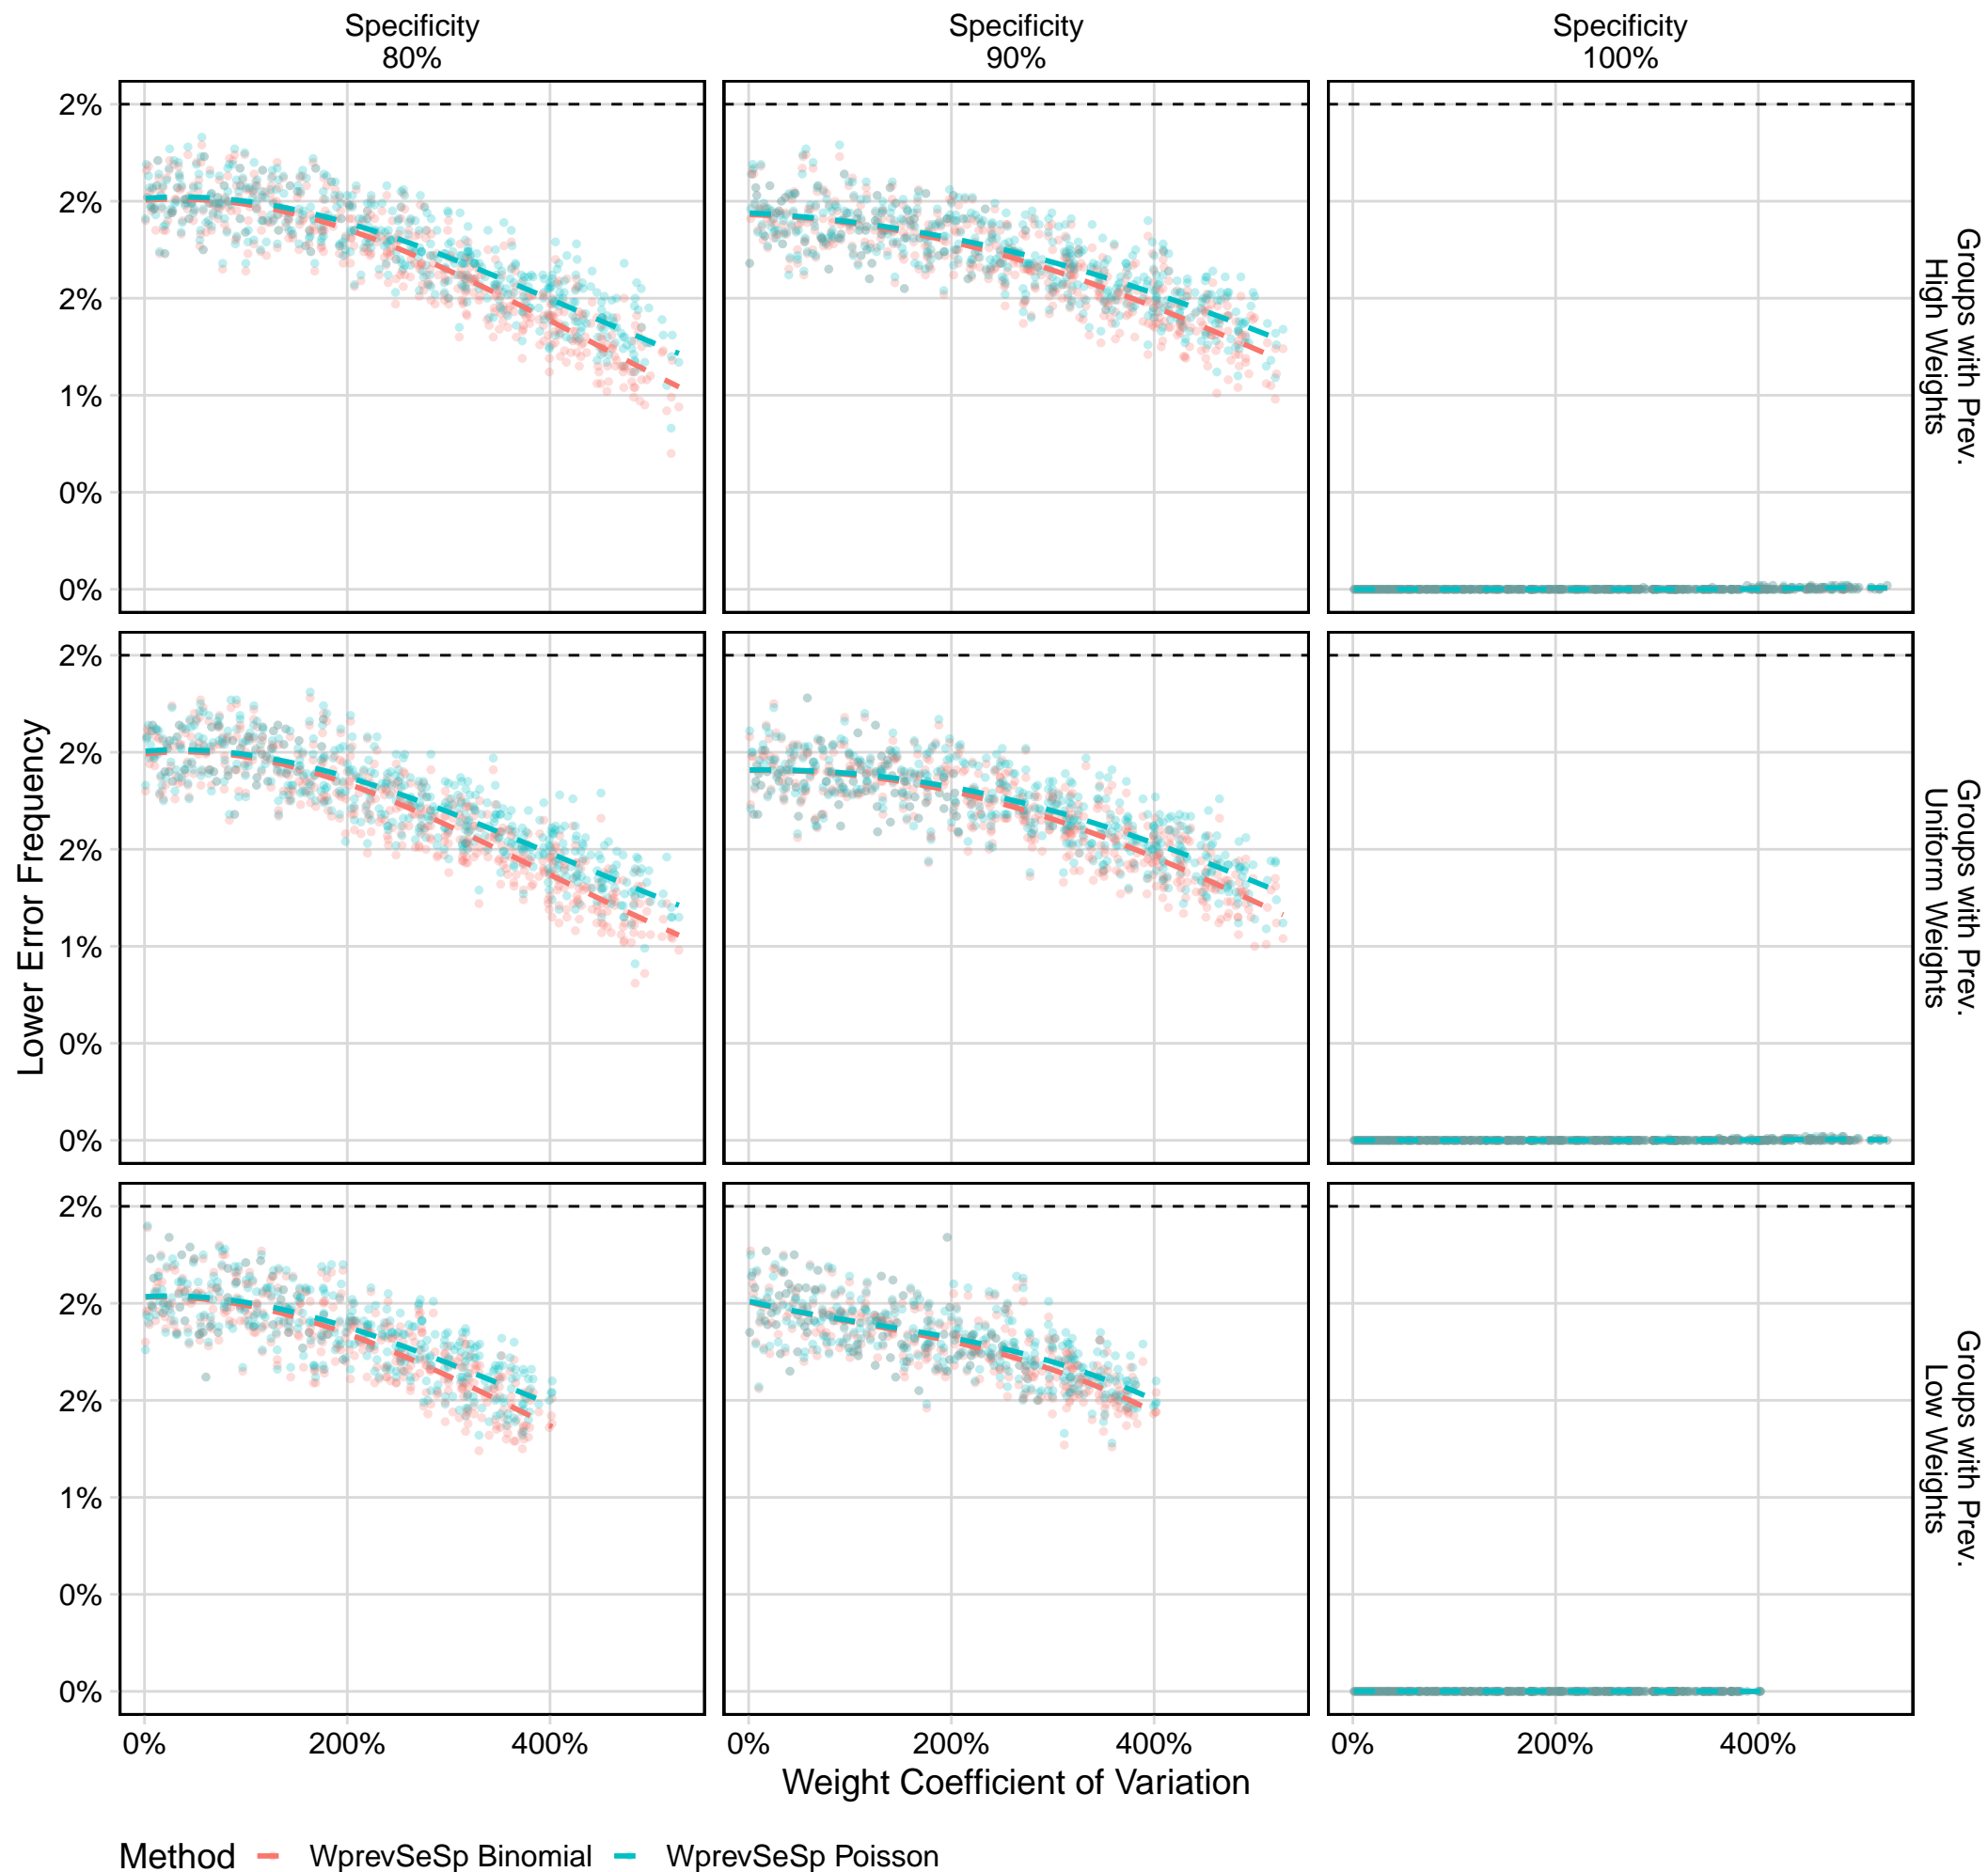 Specificity
80%
Specificity
90%
Specificity
100%
2%
2%
2%
1%
0%
0%
Groups with Prev.
High Weights
2%
2%
2%
1%
0%
0%
Groups with Prev.
Uniform Weights
Lower Error Frequency
2%
2%
2%
1%
0%
0%
Groups with Prev.
Low Weights
0% 200% 400% 0% 200% 400% 0% 200% 400%
Weight Coefficient of Variation
Method WprevSeSp Binomial WprevSeSp Poisson